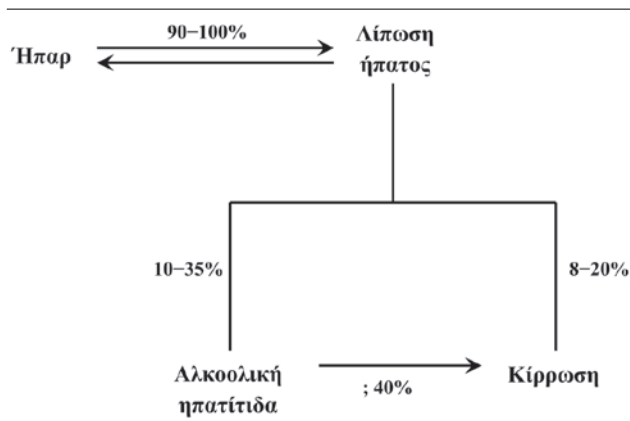 90−100%
Ήπαρ
Λίπωση
ήπατος
10−35%
8−20%
Αλκοολική
ηπατίτιδα
; 40%
Κίρρωση